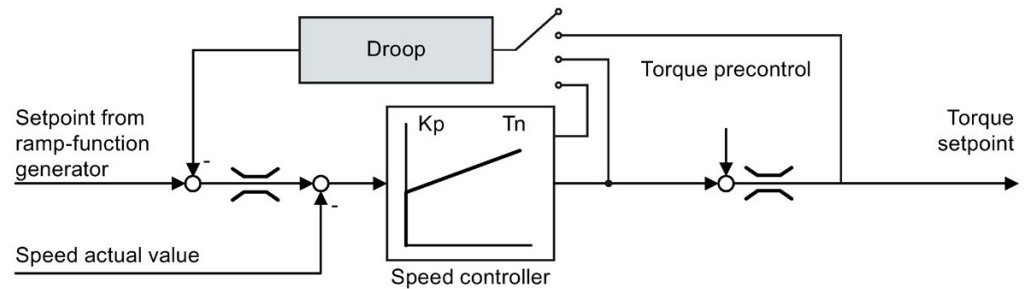 Droop
Torque precontrol
Setpoint from
ramp-function
generator
Kp
Tn
Torque
setpoint
-
-
Speed actual value
Speed controller